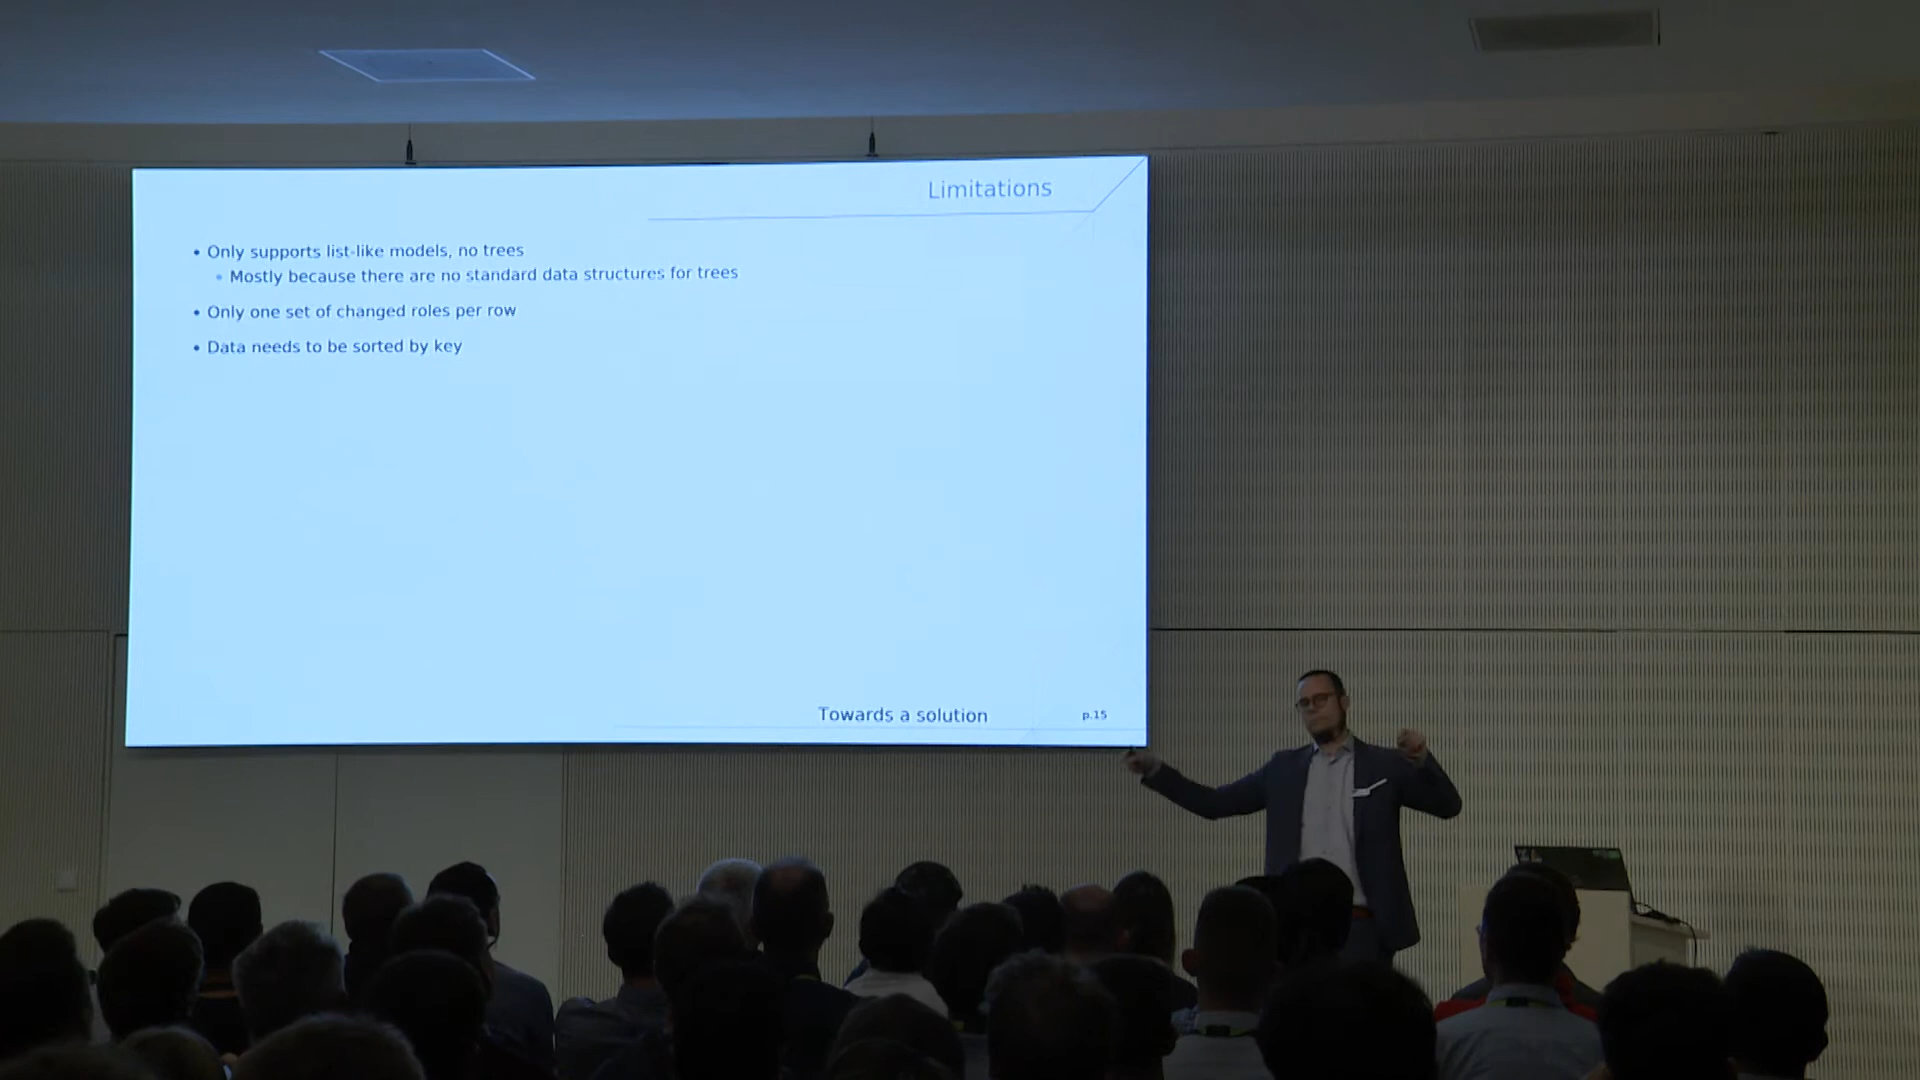 Limitations
• Only supports list-like models, no trees
• Mostly because there are no standard data structures for trees
• Only one set of changed roles per row
• Data needs to be sorted by key
Towards a solution p.15